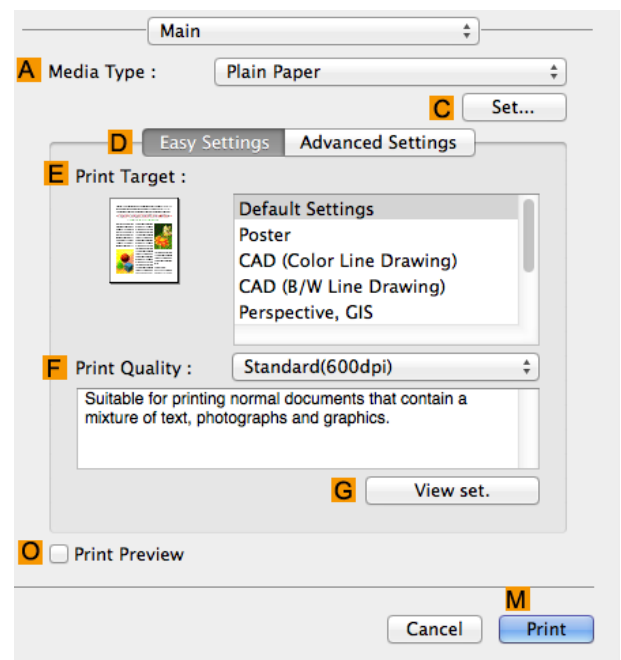 Main
A Media Type : Plain Paper
C Set...
D Easy Settings Advanced Settings
E Print Target :
Default Settings
Poster
CAD (Color Line Drawing)
CAD (B/W Line Drawing)
Perspective, GIS
F Print Quality : Standard(600dpi)
Suitable for printing normal documents that contain a
mixture of text, photographs and graphics.
G View set.
O Print Preview
M
Cancel Print